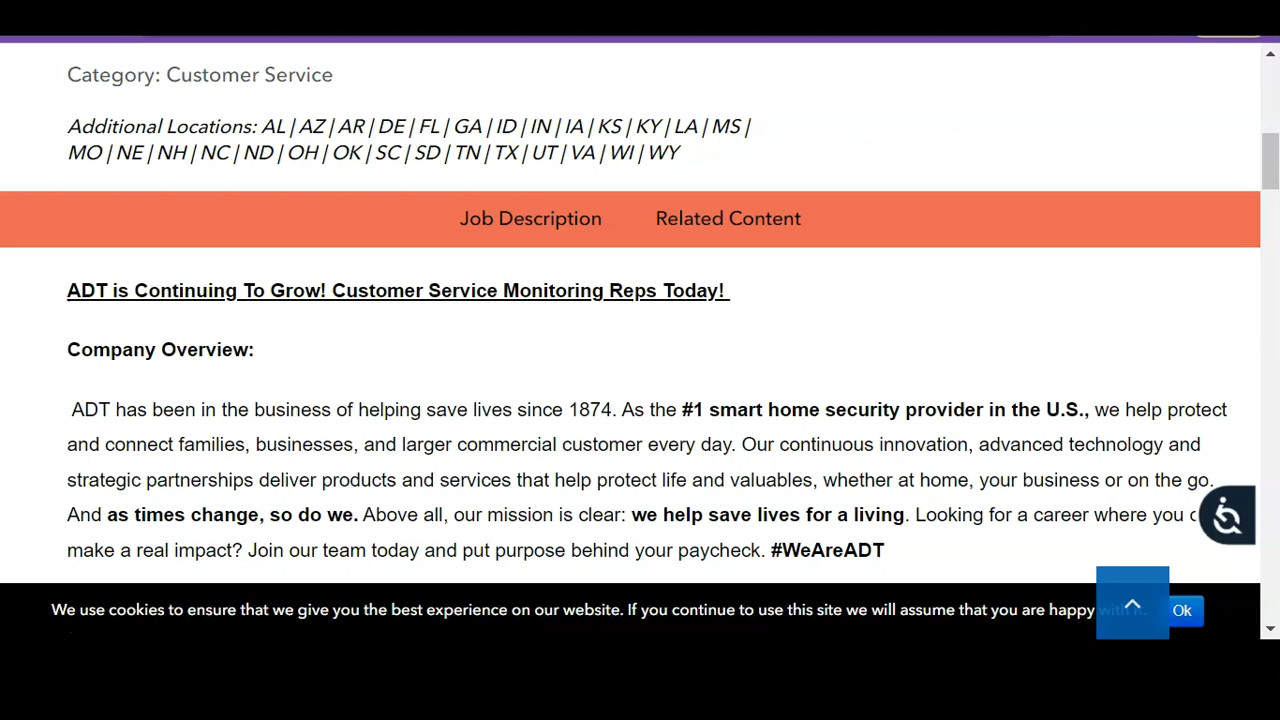 Category: Customer Service
Additional Locations: AL | AZ | AR | DE | FL | GA | ID | IN | IA | KS | KY | LA | MS |
MO | NE | NH | NC | ND | OH | OK | SC | SD | TN | TX | UT | VA | WI | WY
Job Description
Related Content
ADT is Continuing To Grow! Customer Service Monitoring Reps Today!
Company Overview:
ADT has been in the business of helping save lives since 1874. As the #1 smart home security provider in the U.S., we help protect
and connect families, businesses, and larger commercial customer every day. Our continuous innovation, advanced technology and
strategic partnerships deliver products and services that help protect life and valuables, whether at home, your business or on the go.
And as times change, so do we. Above all, our mission is clear: we help save lives for a living. Looking for a career where you
make a real impact? Join our team today and put purpose behind your paycheck. #WeAreADT
We use cookies to ensure that we give you the best experience on our website. If you continue to use this site we will assume that you are happy with it.
Ok